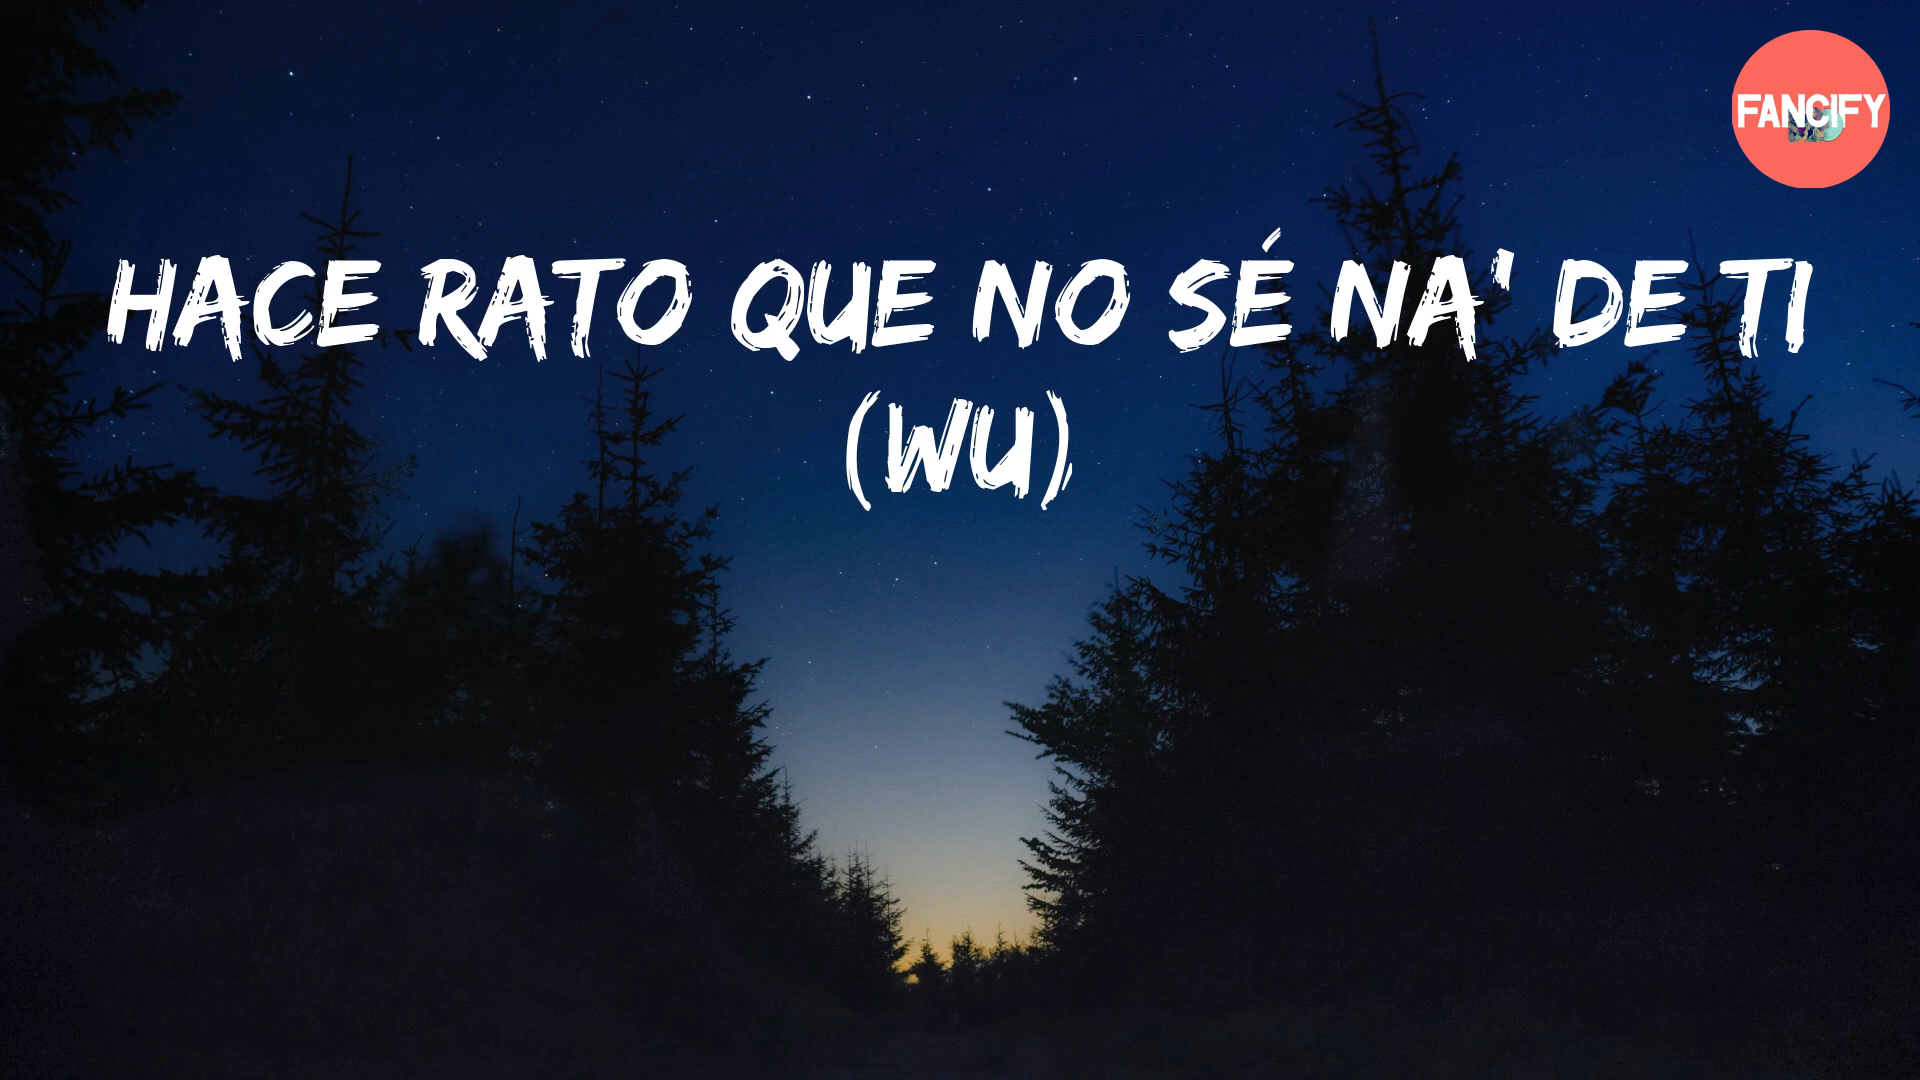 FANCIFY
HACE RATO QUE NO SÉ NA' DE TI
(WU)